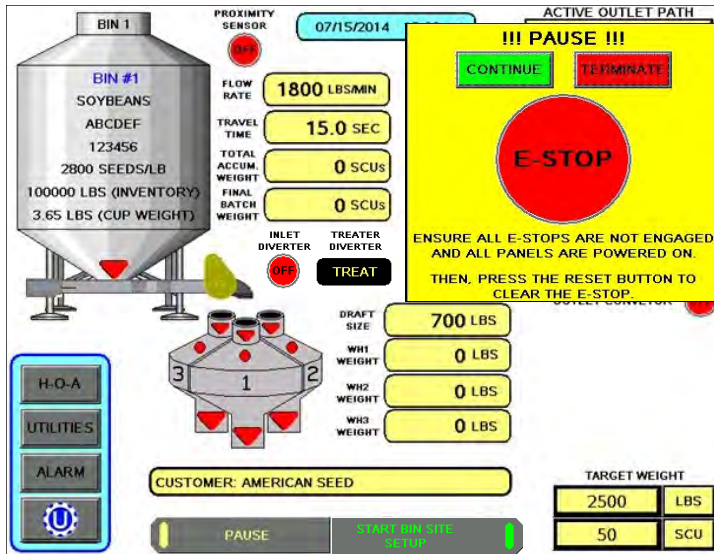 BIN 1
PROXIMITY
SENSOR
OFF
07/15/2014
ACTIVE OUTLET PATH
!!! PAUSE !!!
CONTINUE
TERMINATE
E-STOP
ENSURE ALL E-STOPS ARE NOT ENGAGED
AND ALL PANELS ARE POWERED ON.
THEN, PRESS THE RESET BUTTON TO
CLEAR THE E-STOP.
BIN #1
SOYBEANS
ABCDEF
123456
2800 SEEDS/LB
100000 LBS (INVENTORY)
3.65 LBS (CUP WEIGHT)
FLOW
RATE
1800 LBS/MIN
TRAVEL
TIME
15.0 SEC
TOTAL
ACCUM.
WEIGHT
0 SCUs
FINAL
BATCH
WEIGHT
0 SCUs
INLET
DIVERTER
OFF
TREATER
DIVERTER
TREAT
OUTLET CONVEYOR
DRAFT
SIZE
700 LBS
WH1
WEIGHT
0 LBS
WH2
WEIGHT
0 LBS
WH3
WEIGHT
0 LBS
3
1
2
H-O-A
UTILITIES
ALARM
U
CUSTOMER: AMERICAN SEED
PAUSE
START BIN SITE
SETUP
TARGET WEIGHT
2500 LBS
50 SCU